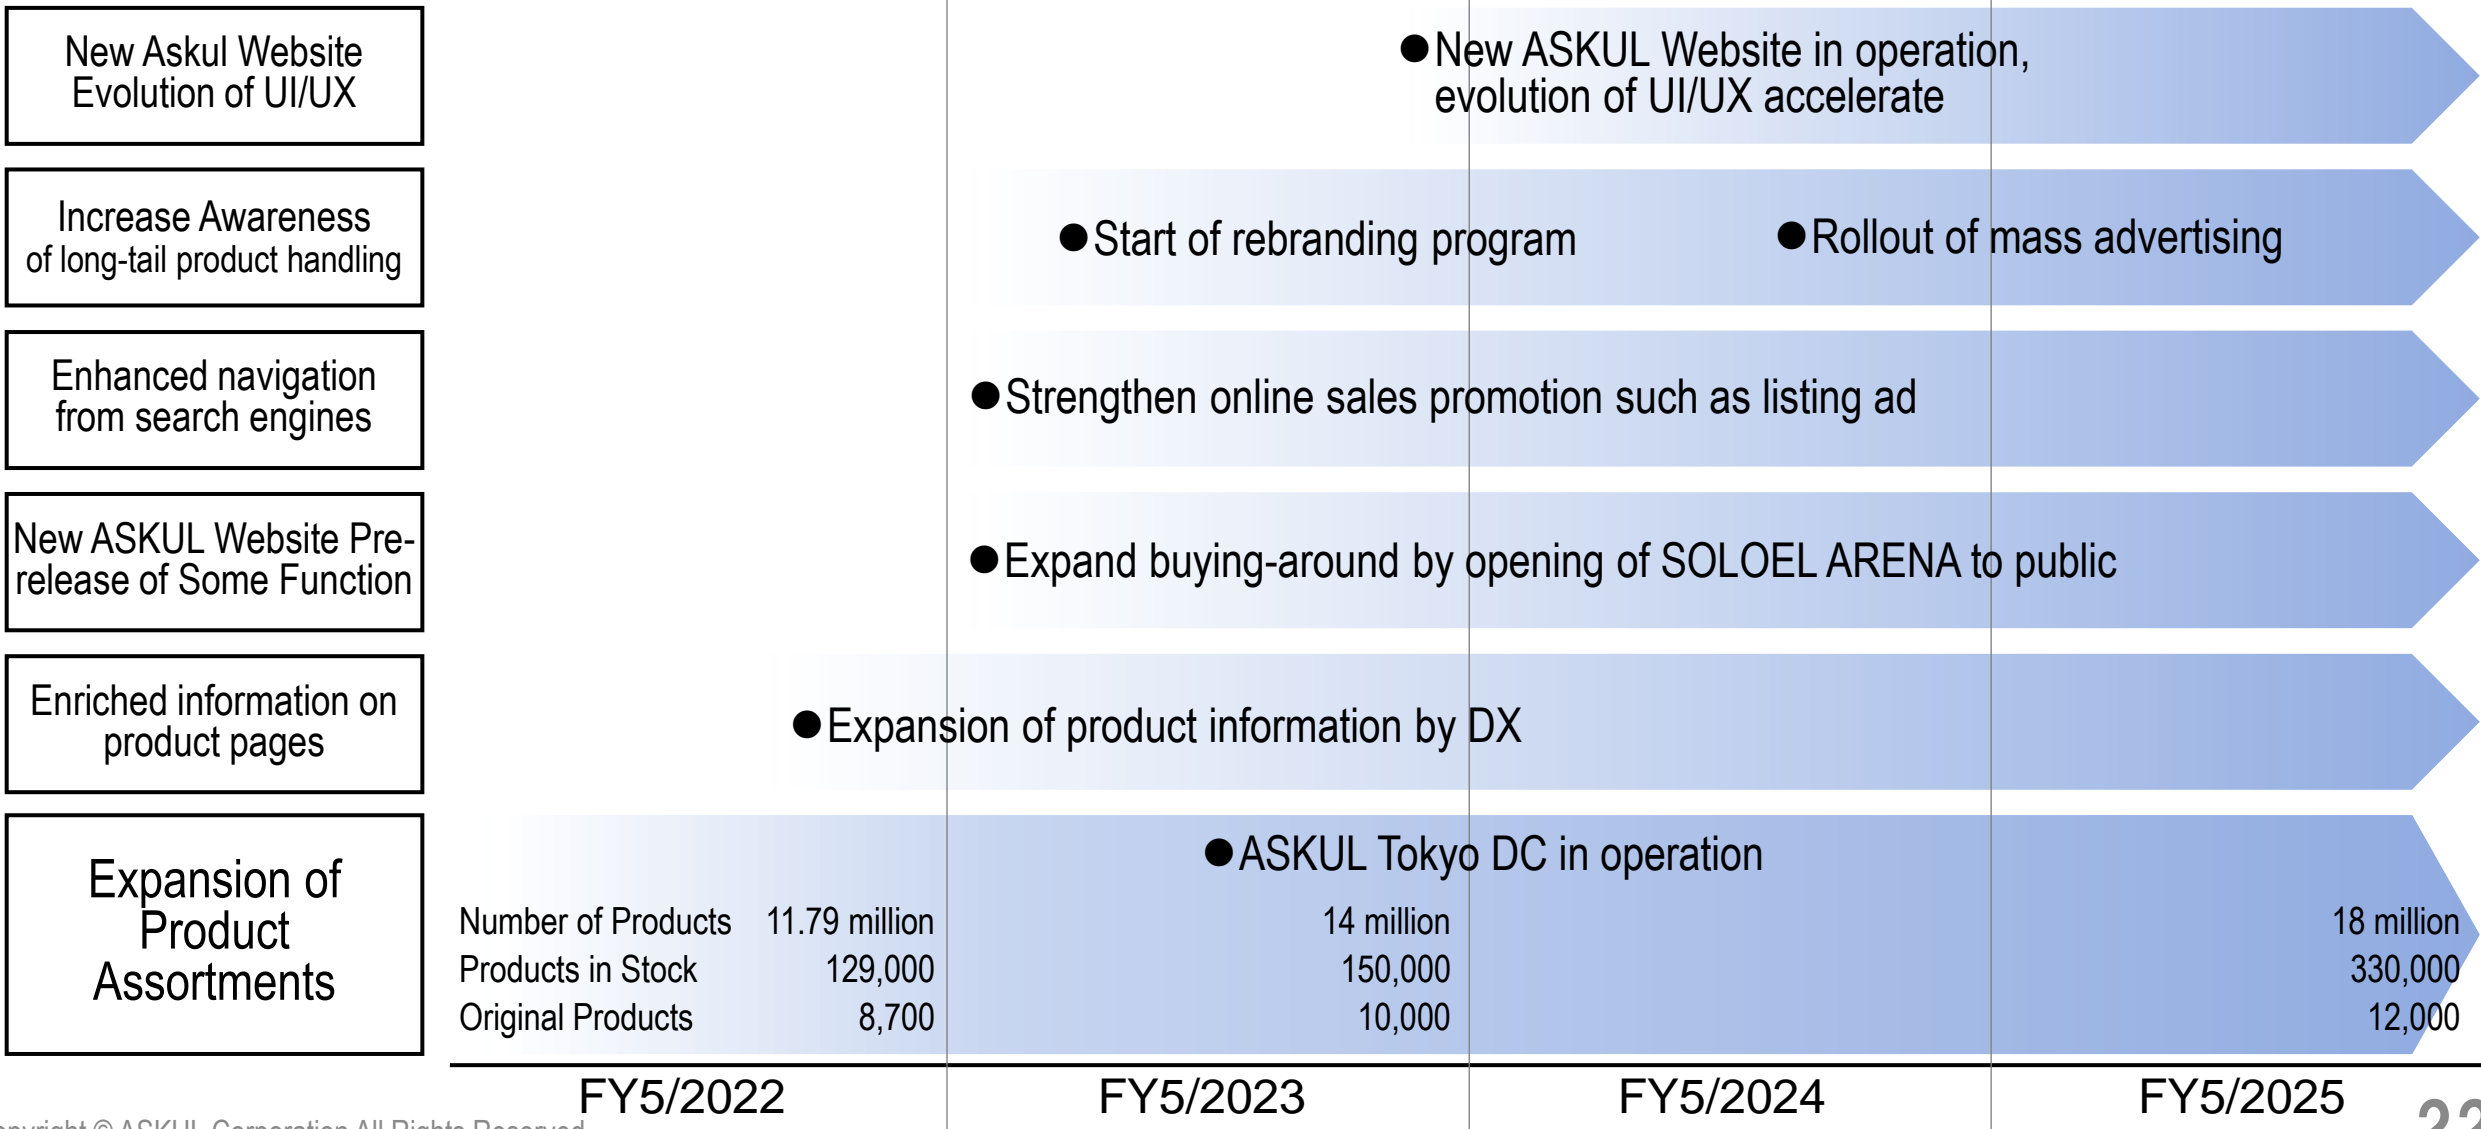 New Askul Website
Evolution of UI/UX
●New ASKUL Website in operation,
evolution of UI/UX accelerate
Increase Awareness
of long-tail product handling
●Start of rebranding program
●Rollout of mass advertising
Enhanced navigation
from search engines
●Strengthen online sales promotion such as listing ad
New ASKUL Website Pre-
release of Some Function
●Expand buying-around by opening of SOLOEL ARENA to public
Enriched information on
product pages
●Expansion of product information by DX
Expansion of
Product
Assortments
●ASKUL Tokyo DC in operation
Number of Products 11.79 million 14 million 18 million
Products in Stock 129,000 150,000 330,000
Original Products 8,700 10,000 12,000
FY5/2022 FY5/2023 FY5/2024 FY5/2025
© ASKUL Corporation All Rights Reserved